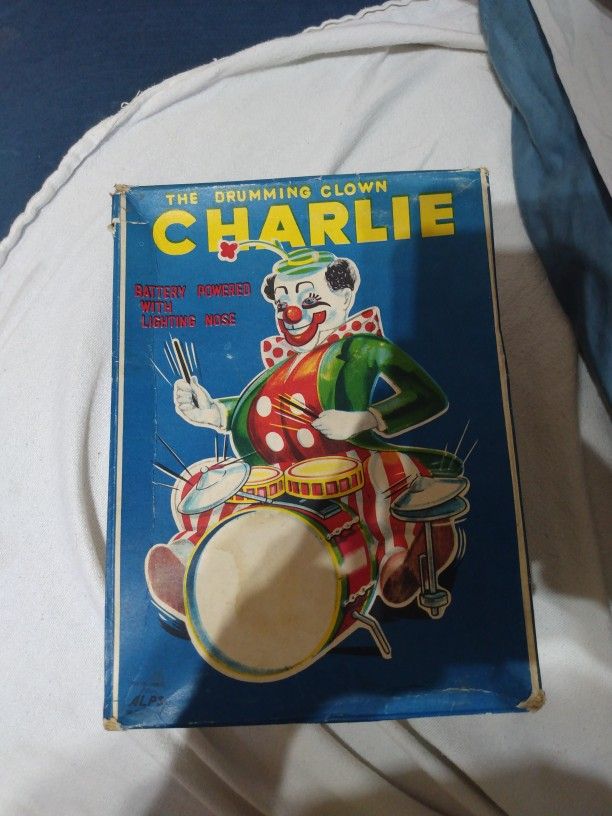 THE DRUMMING CLOWN
CHARLIE
BATTERY POWERED
WITH
LIGHTING NOSE
ALPS